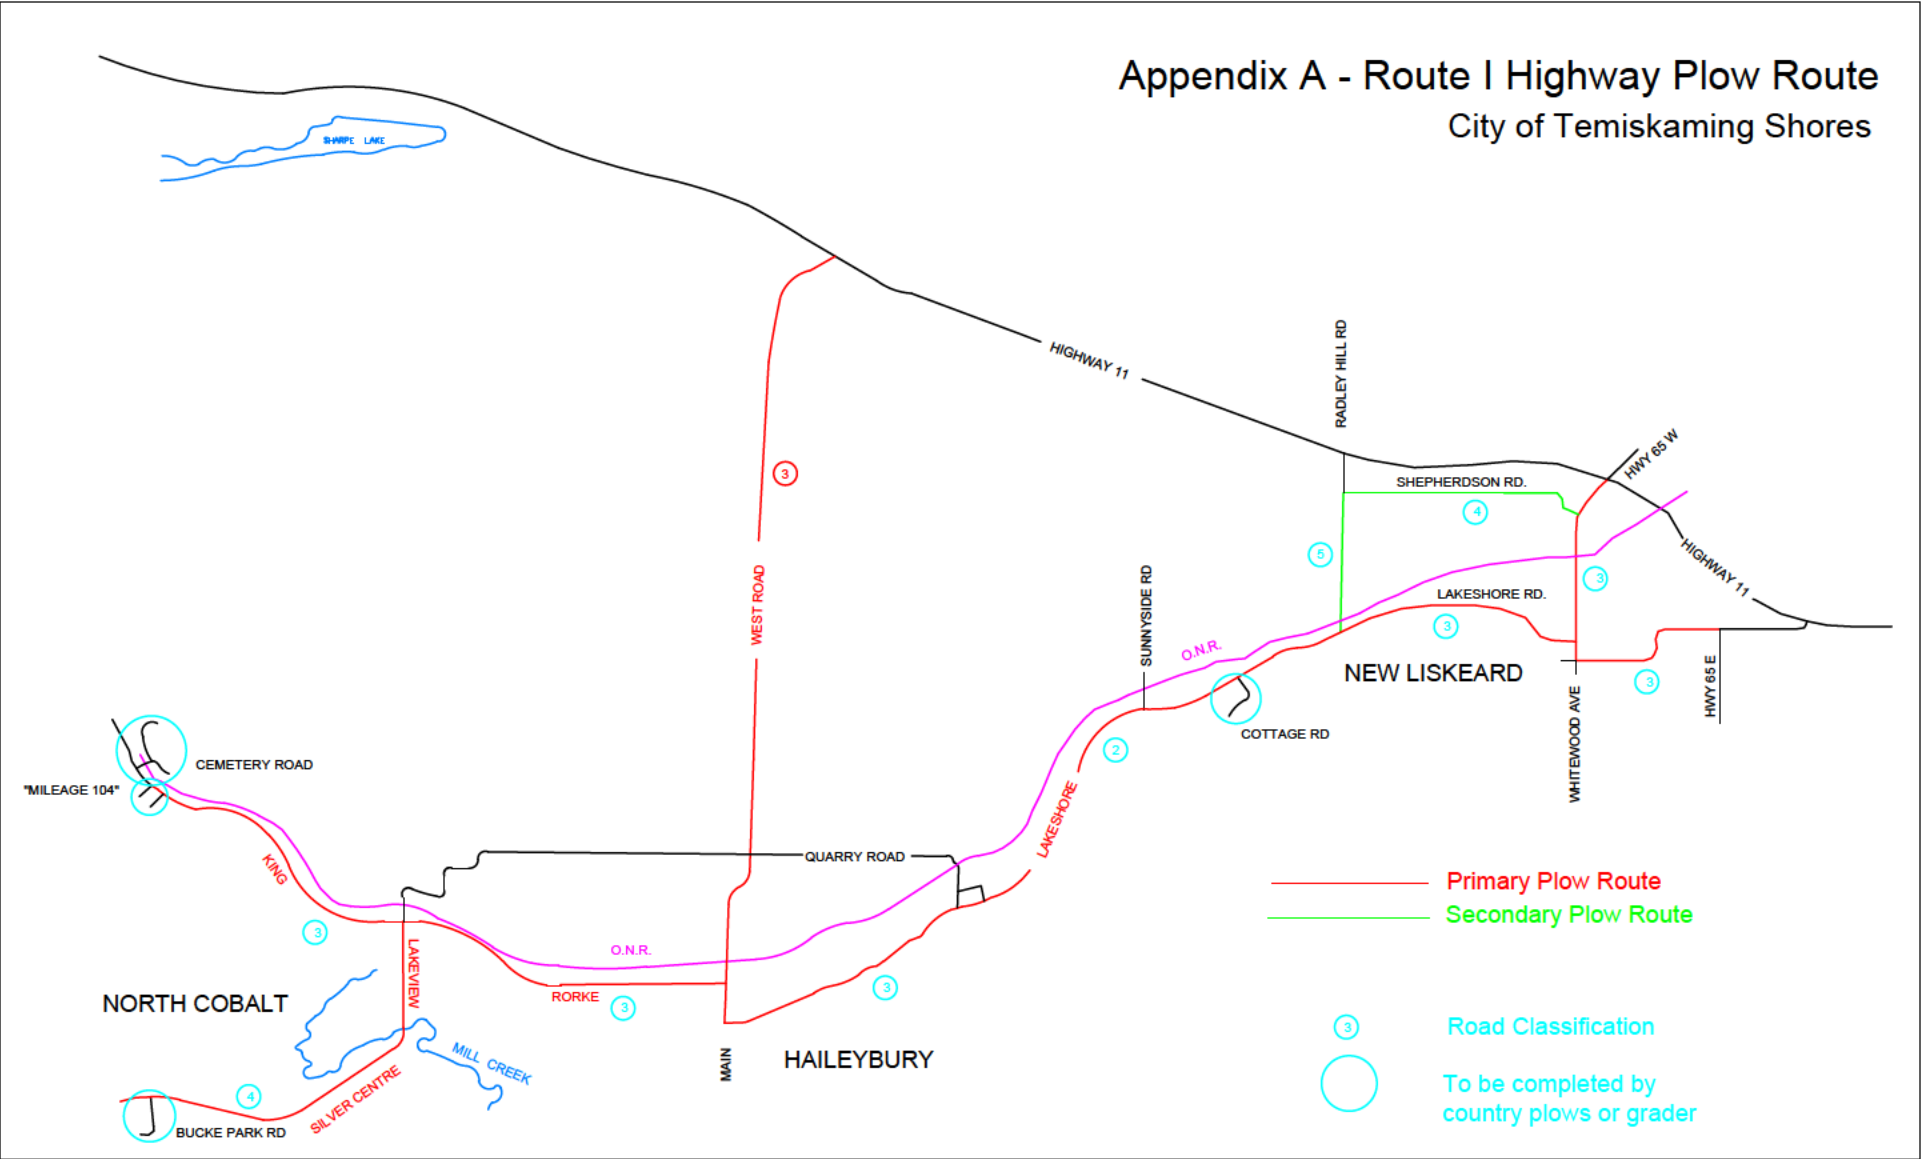 Appendix A - Route I Highway Plow Route
City of Temiskaming Shores
SHARPE LAKE
HIGHWAY 11
RADLEY HILL RD
HWY 65 W
SHEPHERDSON RD.
4
3
5
HIGHWAY 11
3
WEST ROAD
SUNNYSIDE RD
LAKESHORE RD.
3
O.N.R.
NEW LISKEARD
3
HWY 65 E
WHITEWOOD AVE
COTTAGE RD
2
CEMETERY ROAD
"MILEAGE 104"
LAKESHORE
KING
QUARRY ROAD
Primary Plow Route
Secondary Plow Route
3
LAKEVIEW
O.N.R.
NORTH COBALT
RORKE
3
3
3
Road Classification
MAIN
HAILEYBURY
MILL CREEK
4
SILVER CENTRE
BUCKE PARK RD
To be completed by
country plows or grader